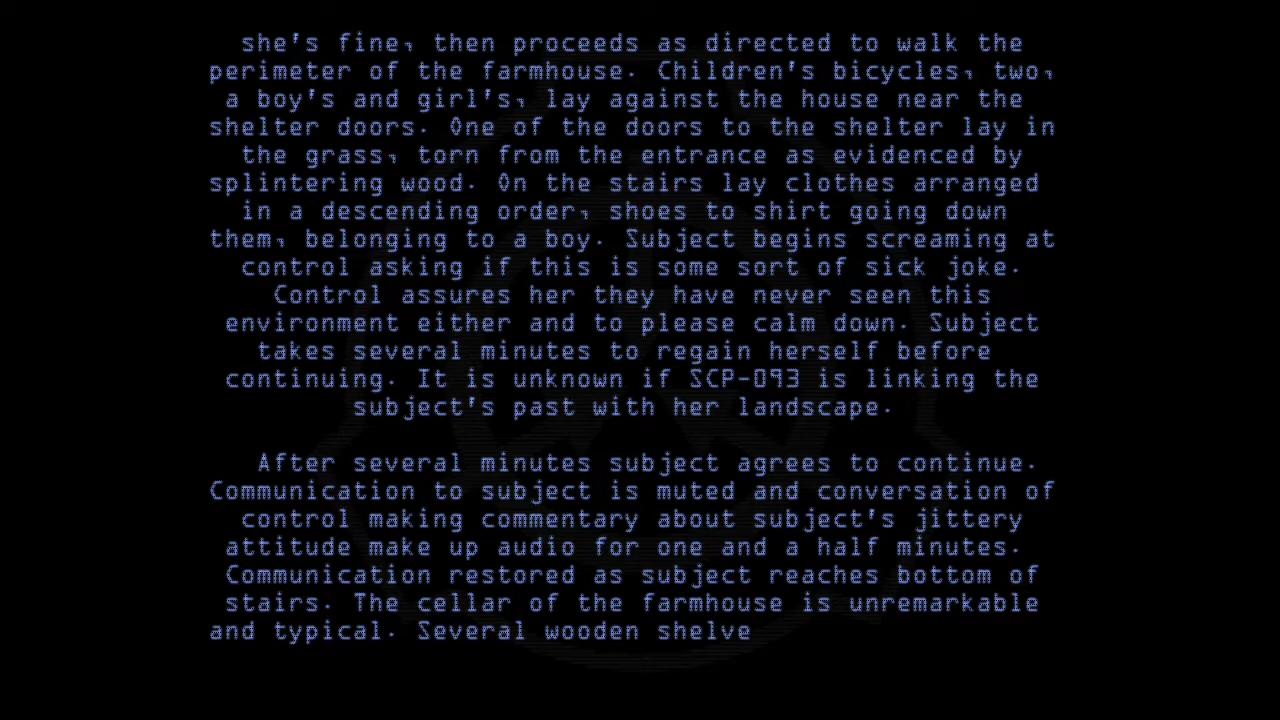 she's fine, then proceeds as directed to walk the
perimeter of the farmhouse. Children's bicycles, two,
a boy's and girl's, lay against the house near the
shelter doors. One of the doors to the shelter lay in
the grass, torn from the entrance as evidenced by
splintering wood. On the stairs lay clothes arranged
in a descending order, shoes to shirt going down
them, belonging to a boy. Subject begins screaming at
control asking if this is some sort of sick joke.
Control assures her they have never seen this
environment either and to please calm down. Subject
takes several minutes to regain herself before
continuing. It is unknown if SCP-093 is linking the
subject's past with her landscape.
After several minutes subject agrees to continue.
Communication to subject is muted and conversation of
control making commentary about subject's jittery
attitude make up audio for one and a half minutes.
Communication restored as subject reaches bottom of
stairs. The cellar of the farmhouse is unremarkable
and typical. Several wooden shelve